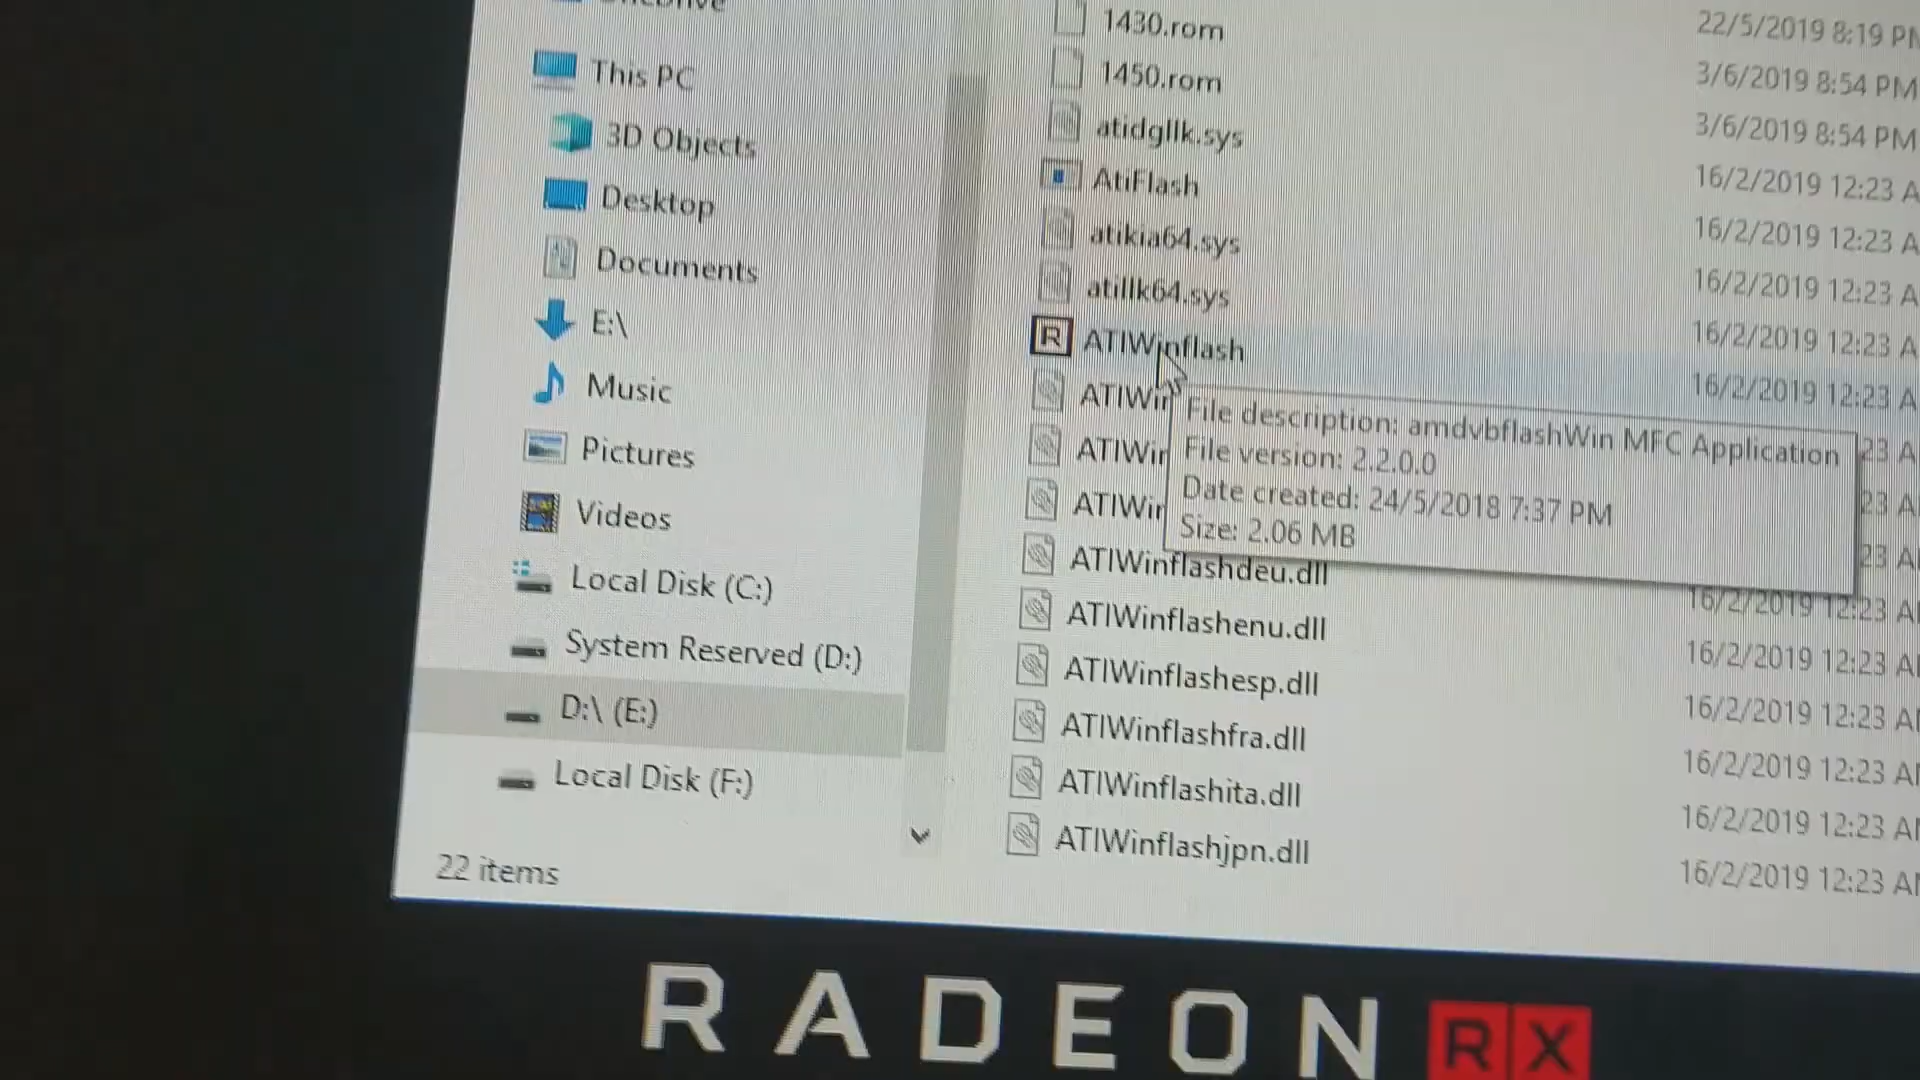 This PC
3D Objects
Desktop
Documents
E:\
Music
Pictures
Videos
Local Disk (C:)
System Reserved (D:)
D:\ (E:)
Local Disk (F:)
22 items
1430.rom
1450.rom
atidgllk.sys
AtiFlash
atikia64.sys
atillk64.sys
ATIWinflash
ATIWin
ATIWin
ATIWin
ATIWinflashdeu.dll
ATIWinflashenu.dll
ATIWinflashesp.dll
ATIWinflashfra.dll
ATIWinflashita.dll
ATIWinflashjpn.dll
File description: amdvbflashWin MFC Application
File version: 2.2.0.0
Date created: 24/5/2018 7:37 PM
Size: 2.06 MB
22/5/2019 8:19 PM
3/6/2019 8:54 PM
3/6/2019 8:54 PM
16/2/2019 12:23 A
16/2/2019 12:23 A
16/2/2019 12:23 A
16/2/2019 12:23 A
16/2/2019 12:23 A
23 A
23 A
23 A
16/2/2019 12:23 A
16/2/2019 12:23 A
16/2/2019 12:23 A
16/2/2019 12:23 A
16/2/2019 12:23 A
16/2/2019 12:23 A
RADEON RX